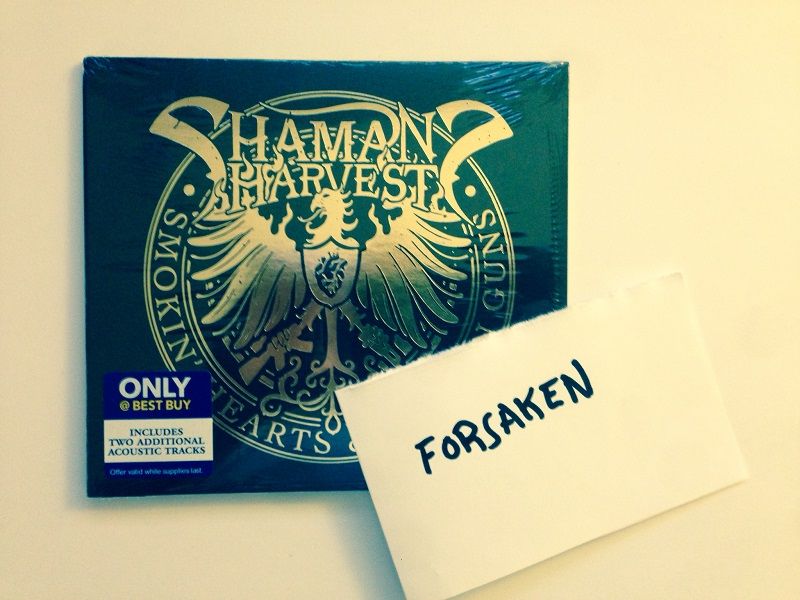 SHAMAN'S
HARVEST
SMOKIN' HEARTS & GUNS
ONLY
@ BEST BUY
INCLUDES
TWO ADDITIONAL
ACOUSTIC TRACKS
Offer valid while supplies last.
FORSAKEN